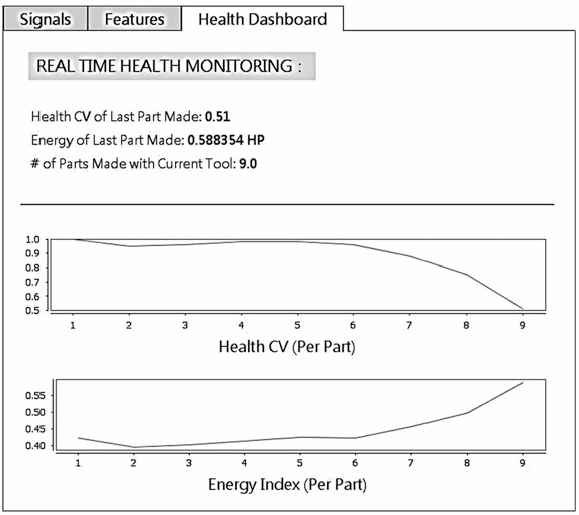 Signals Features Health Dashboard
REAL TIME HEALTH MONITORING :
Health CV of Last Part Made: 0.51
Energy of Last Part Made: 0.588354 HP
# of Parts Made with Current Tool: 9.0
1.0
0.9
0.8
0.7
0.6
0.5
1 2 3 4 5 6 7 8 9
Health CV (Per Part)
0.55
0.50
0.45
0.40
1 2 3 4 5 6 7 8 9
Energy Index (Per Part)